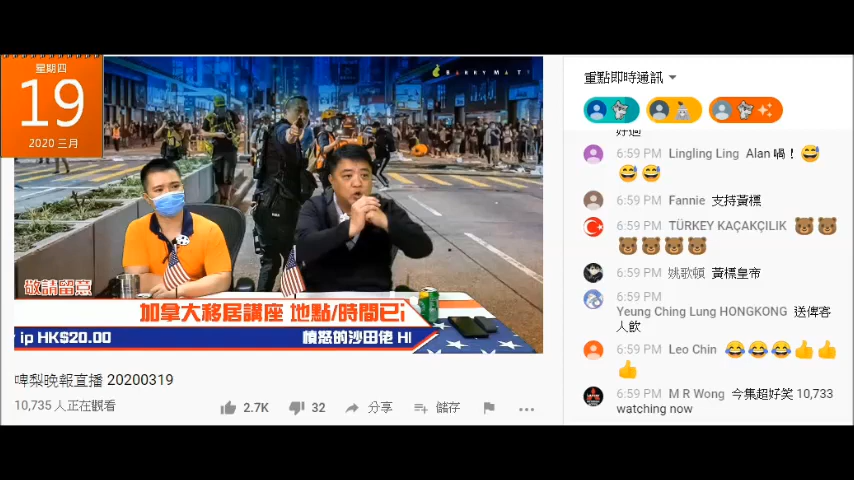 星期四
19
2020 三月
BARRYMATT
敬請留意
加拿大移居講座 地點/時間已
ip HK$20.00
憤怒的沙田佬 H
啤梨晚報直播 20200319
10,735 人正在觀看
2.7K
32
分享
儲存
重點即時通訊
好過
6:59 PM Lingling Ling Alan 喎！😅
😅😅
6:59 PM Fannie 支持黃標
6:59 PM TÜRKEY KAÇAKÇILIK 🐻🐻
🐻🐻🐻🐻
6:59 PM 姚歌頓 黃標皇帝
6:59 PM
Yeung Ching Lung HONGKONG 送俾客
人飲
6:59 PM Leo Chin 😂😂😂👍👍
👍
6:59 PM M R Wong 今集超好笑 10,733
watching now